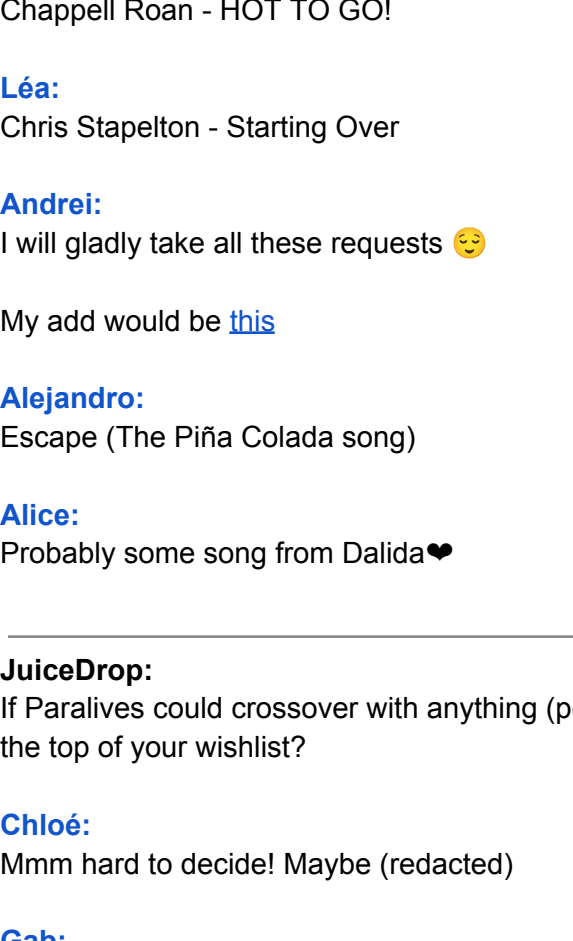 Chappell Roan - HOT TO GO!
Léa:
Chris Stapelton - Starting Over
Andrei:
I will gladly take all these requests 😌
My add would be this
Alejandro:
Escape (The Piña Colada song)
Alice:
Probably some song from Dalida❤
JuiceDrop:
If Paralives could crossover with anything
the top of your wishlist?
Chloé:
Mmm hard to decide! Maybe (redacted)
Gab: